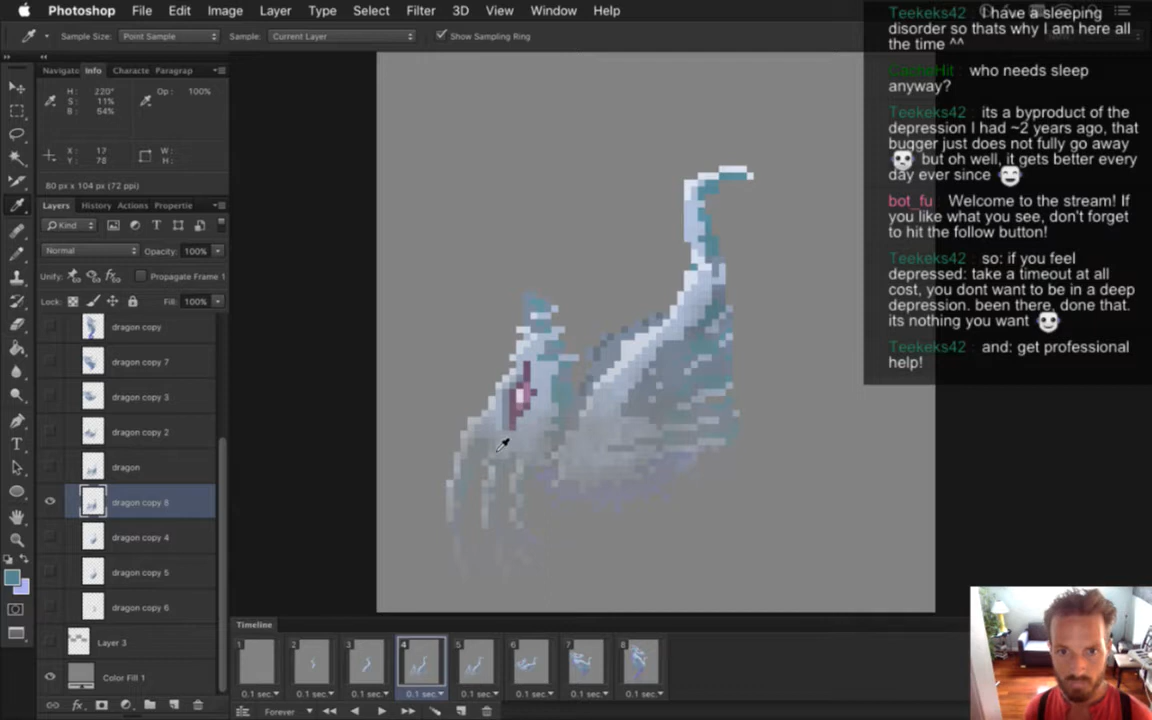 Photoshop File Edit Image Layer Type Select Filter 3D View Window Help
Sample Size: Point Sample Sample: Current Layer Show Sampling Ring
Navigato Info Characte Paragrap
H: 220°
S: 11%
B: 54%
Op: 100%
X: 17
Y: 78
W:
H:
80 px x 104 px (72 ppi)
Layers History Actions Propertie
Kind
Normal Opacity: 100%
Unify: Propagate Frame 1
Lock: Fill: 100%
dragon copy
dragon copy 7
dragon copy 3
dragon copy 2
dragon
dragon copy 8
dragon copy 4
dragon copy 5
dragon copy 6
Layer 3
Color Fill 1
fx
Timeline
1 2 3 4 5 6 7 8
0.1 sec. 0.1 sec. 0.1 sec. 0.1 sec. 0.1 sec. 0.1 sec. 0.1 sec. 0.1 sec.
Forever
Teekeks42 : I have a sleeping
disorder so thats why I am here all
the time ^^
CacheHit : who needs sleep
anyway?
Teekeks42 : its a byproduct of the
depression I had ~2 years ago, that
bugger just does not fully go away
but oh well, it gets better every
day ever since
bot_fu : Welcome to the stream! If
you like what you see, don't forget
to hit the follow button!
Teekeks42 : so: if you feel
depressed: take a timeout at all
cost, you dont want to be in a deep
depression. been there, done that.
its nothing you want
Teekeks42 : and: get professional
help!